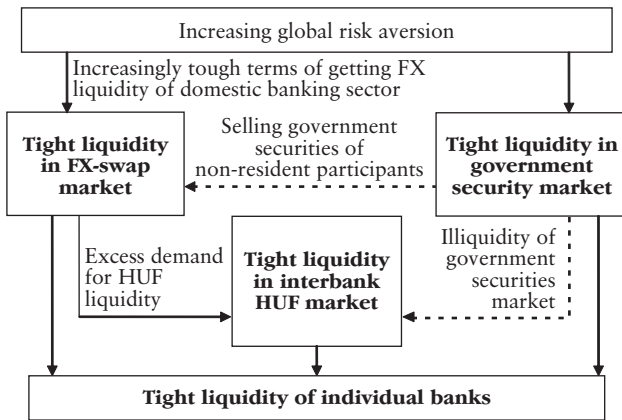 Increasing global risk aversion
Increasingly tough terms of getting FX
liquidity of domestic banking sector
Tight liquidity
in FX-swap
market
Selling government
securities of
non-resident participants
Tight liquidity in
government
security market
Excess demand
for HUF
liquidity
Tight liquidity
in interbank
HUF market
Illiquidity of
government
securities
market
Tight liquidity of individual banks